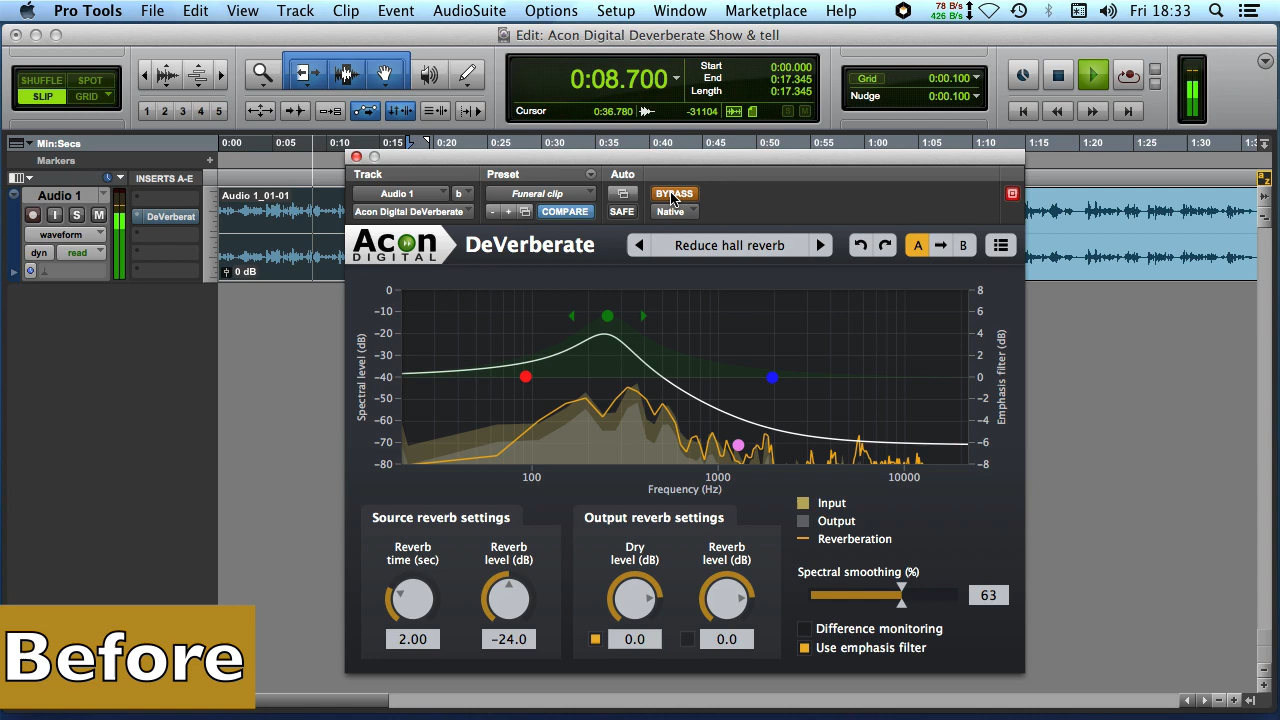 Pro Tools File Edit View Track Clip Event AudioSuite Options Setup Window Marketplace Help 78 B/s Fri 18:33
426 B/s
Edit: Acon Digital Deverberate Show & tell
SHUFFLE SPOT
SLIP GRID
1 2 3 4 5
0:08.700
Start 0:00.000
End 0:17.345
Length 0:17.345
Cursor 0:36.780 -31104 S M
Grid 0:00.100
Nudge 0:00.100
Min:Secs 0:00 0:05 0:10 0:15 0:20 0:25 0:30 0:35 0:40 0:45 0:50 0:55 1:00 1:05 1:10 1:15 1:20 1:25 1:30
Markers
INSERTS A-E
a z
Audio 1
I S M
waveform
dyn read
DeVerberat
Audio 1_01-01
0 dB
Track Preset Auto
Audio 1 b Funeral clip BYPASS
Acon Digital DeVerberate - + COMPARE SAFE Native
Acon DIGITAL DeVerberate Reduce hall reverb A B
Spectral level (dB)
0
-10
-20
-30
-40
-50
-60
-70
-80
8
6
4
2
0
-2
-4
-6
-8
Emphasis filter (dB)
100 1000 10000
Frequency (Hz)
Source reverb settings
Reverb time (sec)
Reverb level (dB)
2.00 -24.0
Output reverb settings
Dry level (dB)
Reverb level (dB)
0.0 0.0
Input
Output
Reverberation
Spectral smoothing (%)
63
Difference monitoring
Use emphasis filter
Before